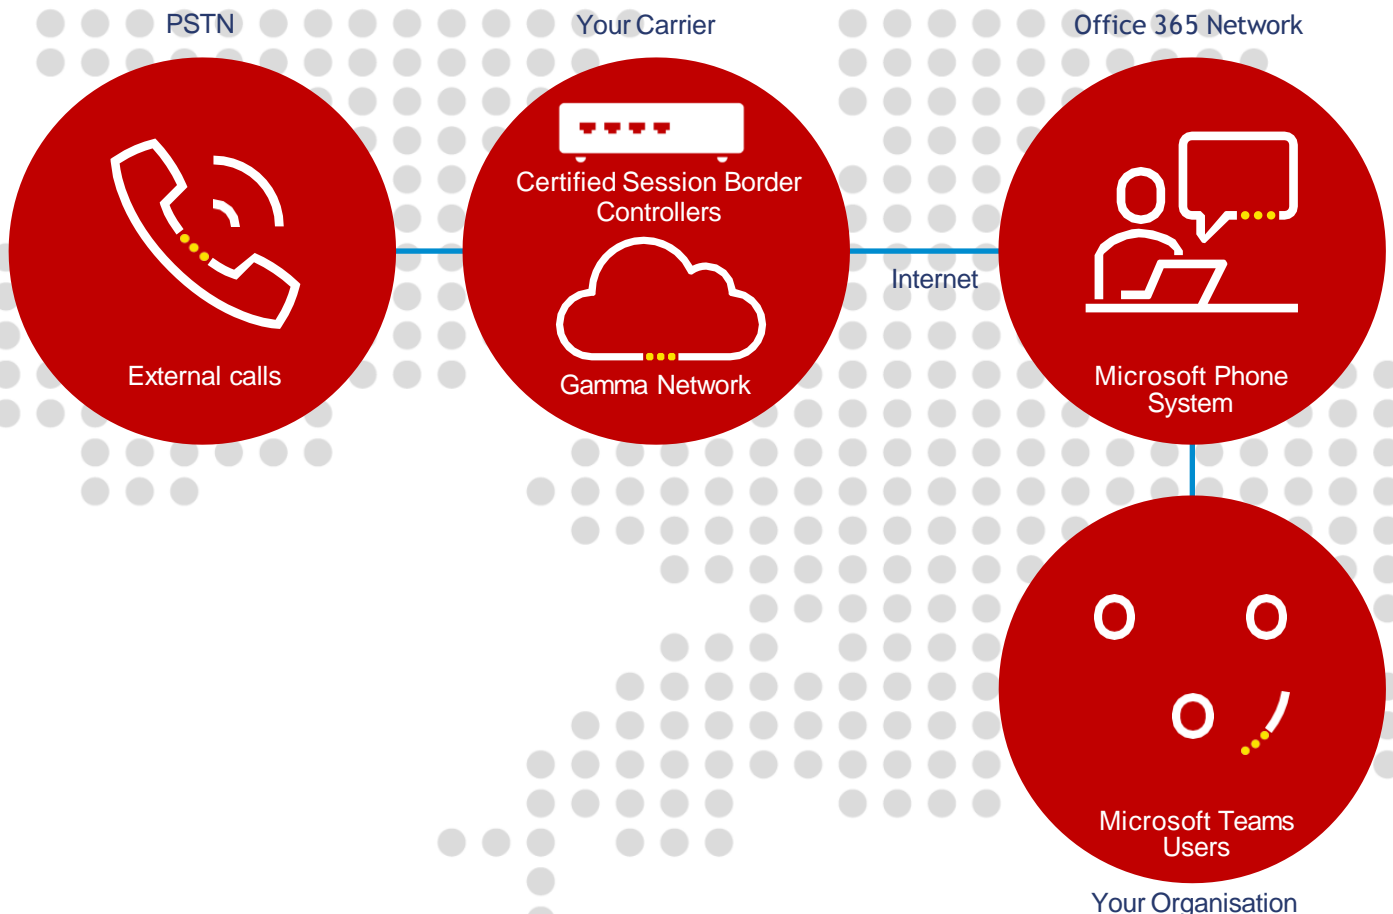 PSTN
Your Carrier
Office 365 Network
Certified Session Border
Controllers
Internet
External calls
Gamma Network
Microsoft Phone
System
Microsoft Teams
Users
Your Organisation